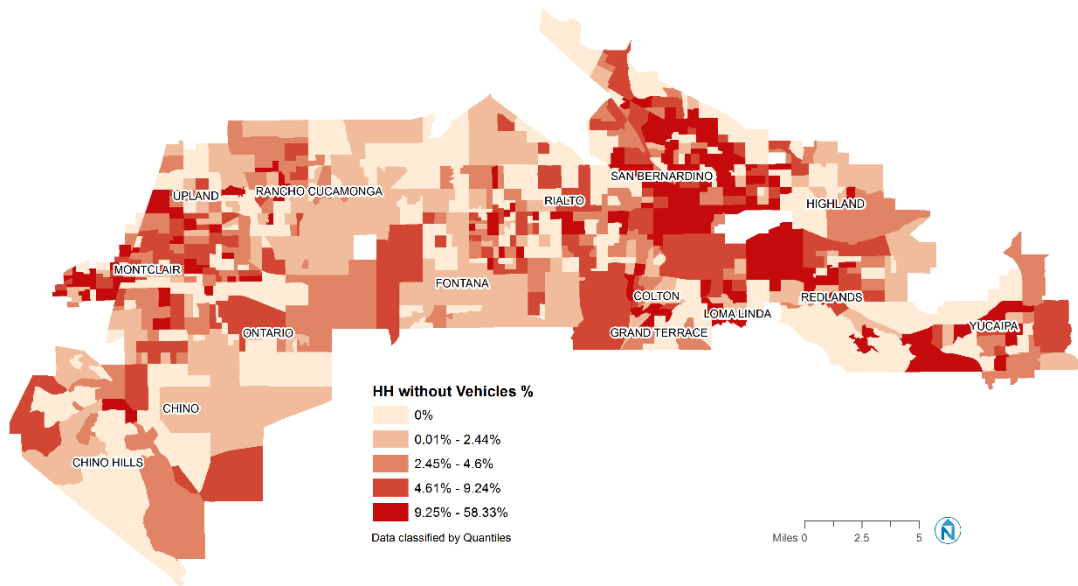 SAN BERNARDINO
UPLAND
RANCHO CUCAMONGA
RIALTO
HIGHLAND
MONTCLAIR
FONTANA
COLTON
REDLANDS
LOMA LINDA
ONTARIO
GRAND TERRACE
YUCAIPA
CHINO
CHINO HILLS
HH without Vehicles %
0%
0.01% - 2.44%
2.45% - 4.6%
4.61% - 9.24%
9.25% - 58.33%
Data classified by Quantiles
Miles 0 2.5 5
N